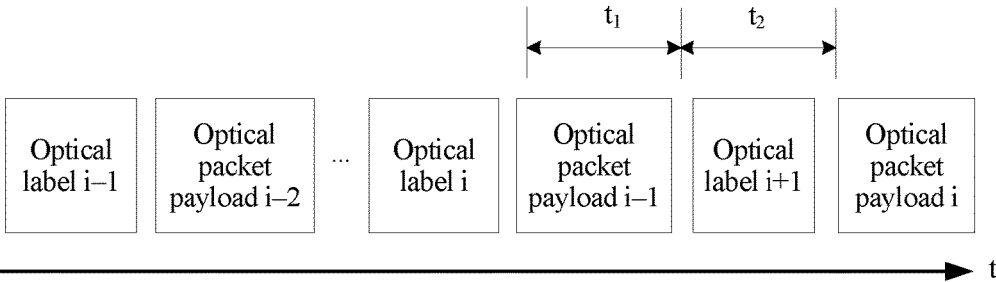 t₁
t₂
Optical
label i–1
Optical
packet
payload i–2
...
Optical
label i
Optical
packet
payload i–1
Optical
label i+1
Optical
packet
payload i
t